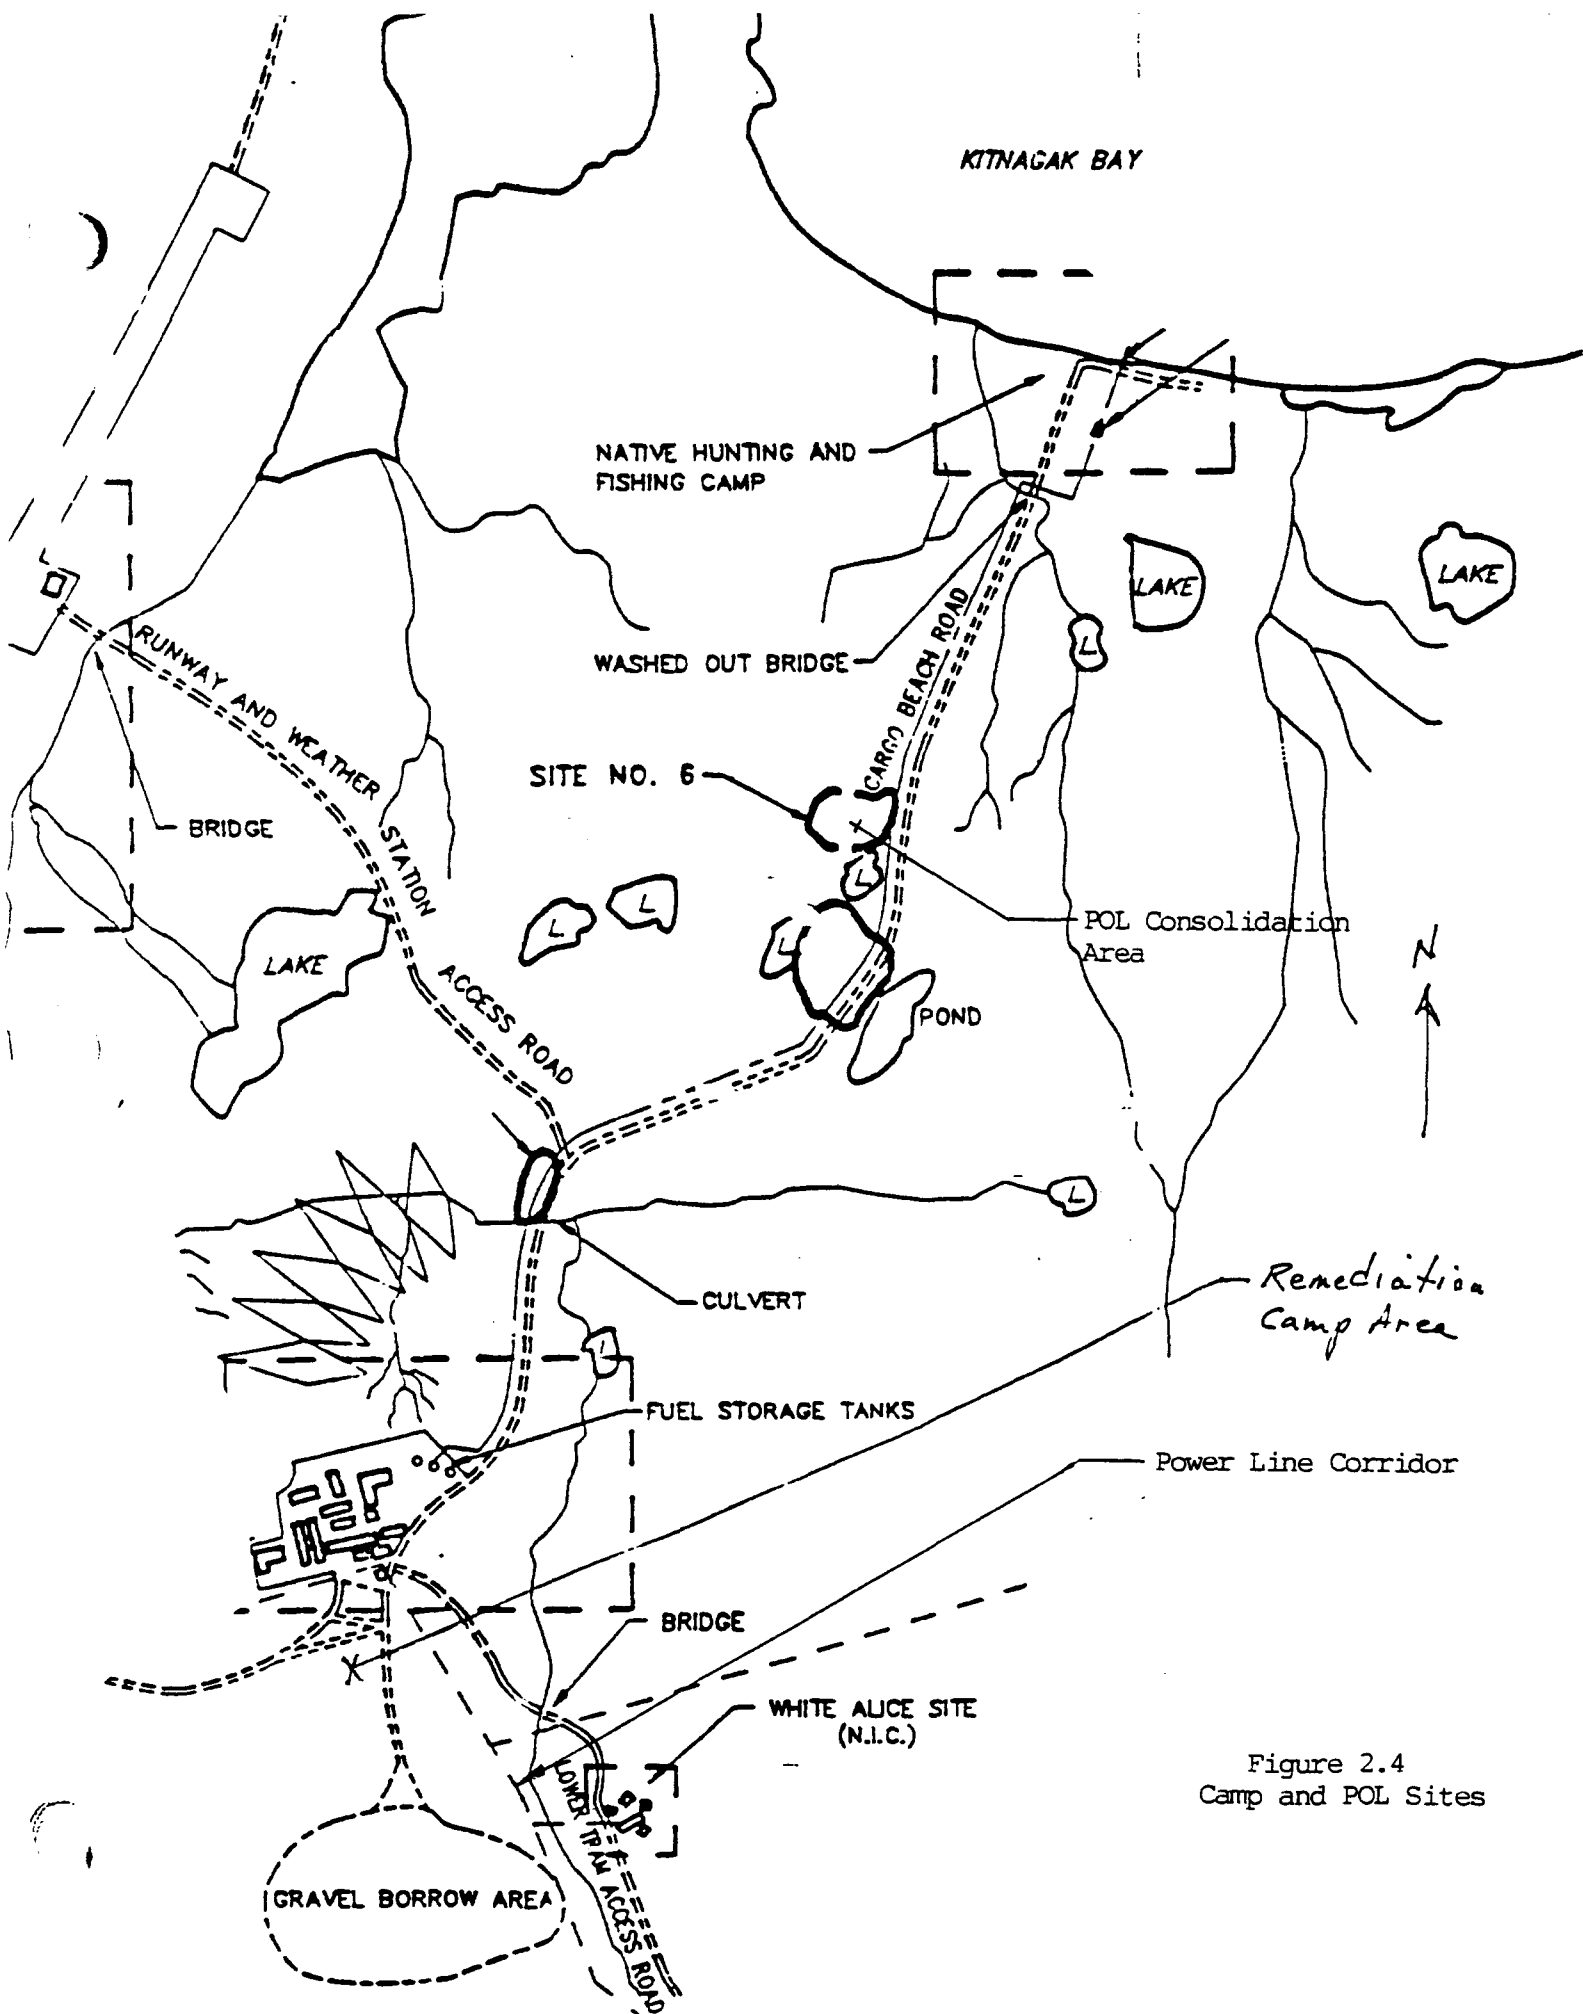 KITNAGAK BAY
NATIVE HUNTING AND
FISHING CAMP
LAKE
LAKE
L
RUNWAY AND WEATHER STATION ACCESS ROAD
WASHED OUT BRIDGE
CARGO BEACH ROAD
SITE NO. 6
BRIDGE
L
L
L
L
POL Consolidation
Area
LAKE
N
POND
L
Remediation
Camp Area
CULVERT
L
FUEL STORAGE TANKS
Power Line Corridor
BRIDGE
WHITE ALICE SITE
(N.I.C.)
LOWER TRAM ACCESS ROAD
Figure 2.4
Camp and POL Sites
GRAVEL BORROW AREA